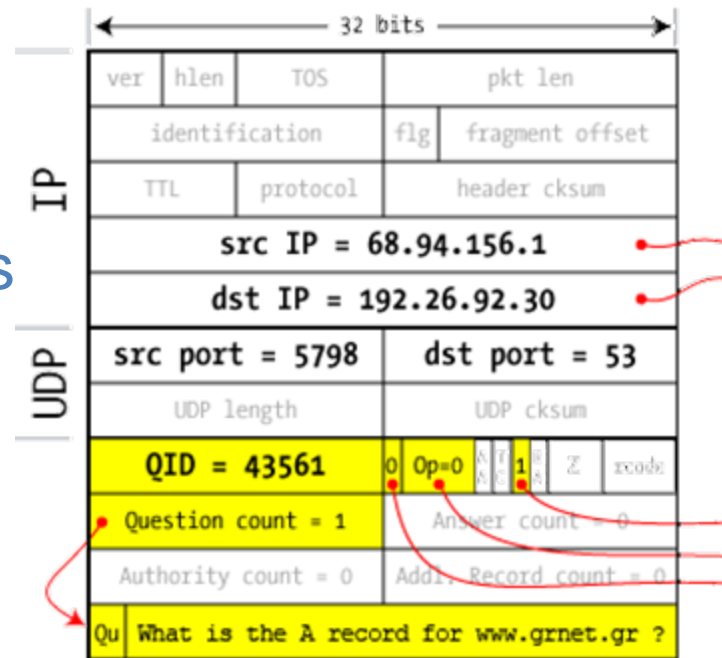 32 bits
IP
ver hlen TOS pkt len
identification flg fragment offset
TTL protocol header cksum
src IP = 68.94.156.1
s
dst IP = 192.26.92.30
UDP
src port = 5798 dst port = 53
UDP length UDP cksum
QID = 43561 0 Op=0 AA TC 1 RA Z rcode
Question count = 1 Answer count = 0
Authority count = 0 Addl. Record count = 0
Qu What is the A record for www.grnet.gr ?